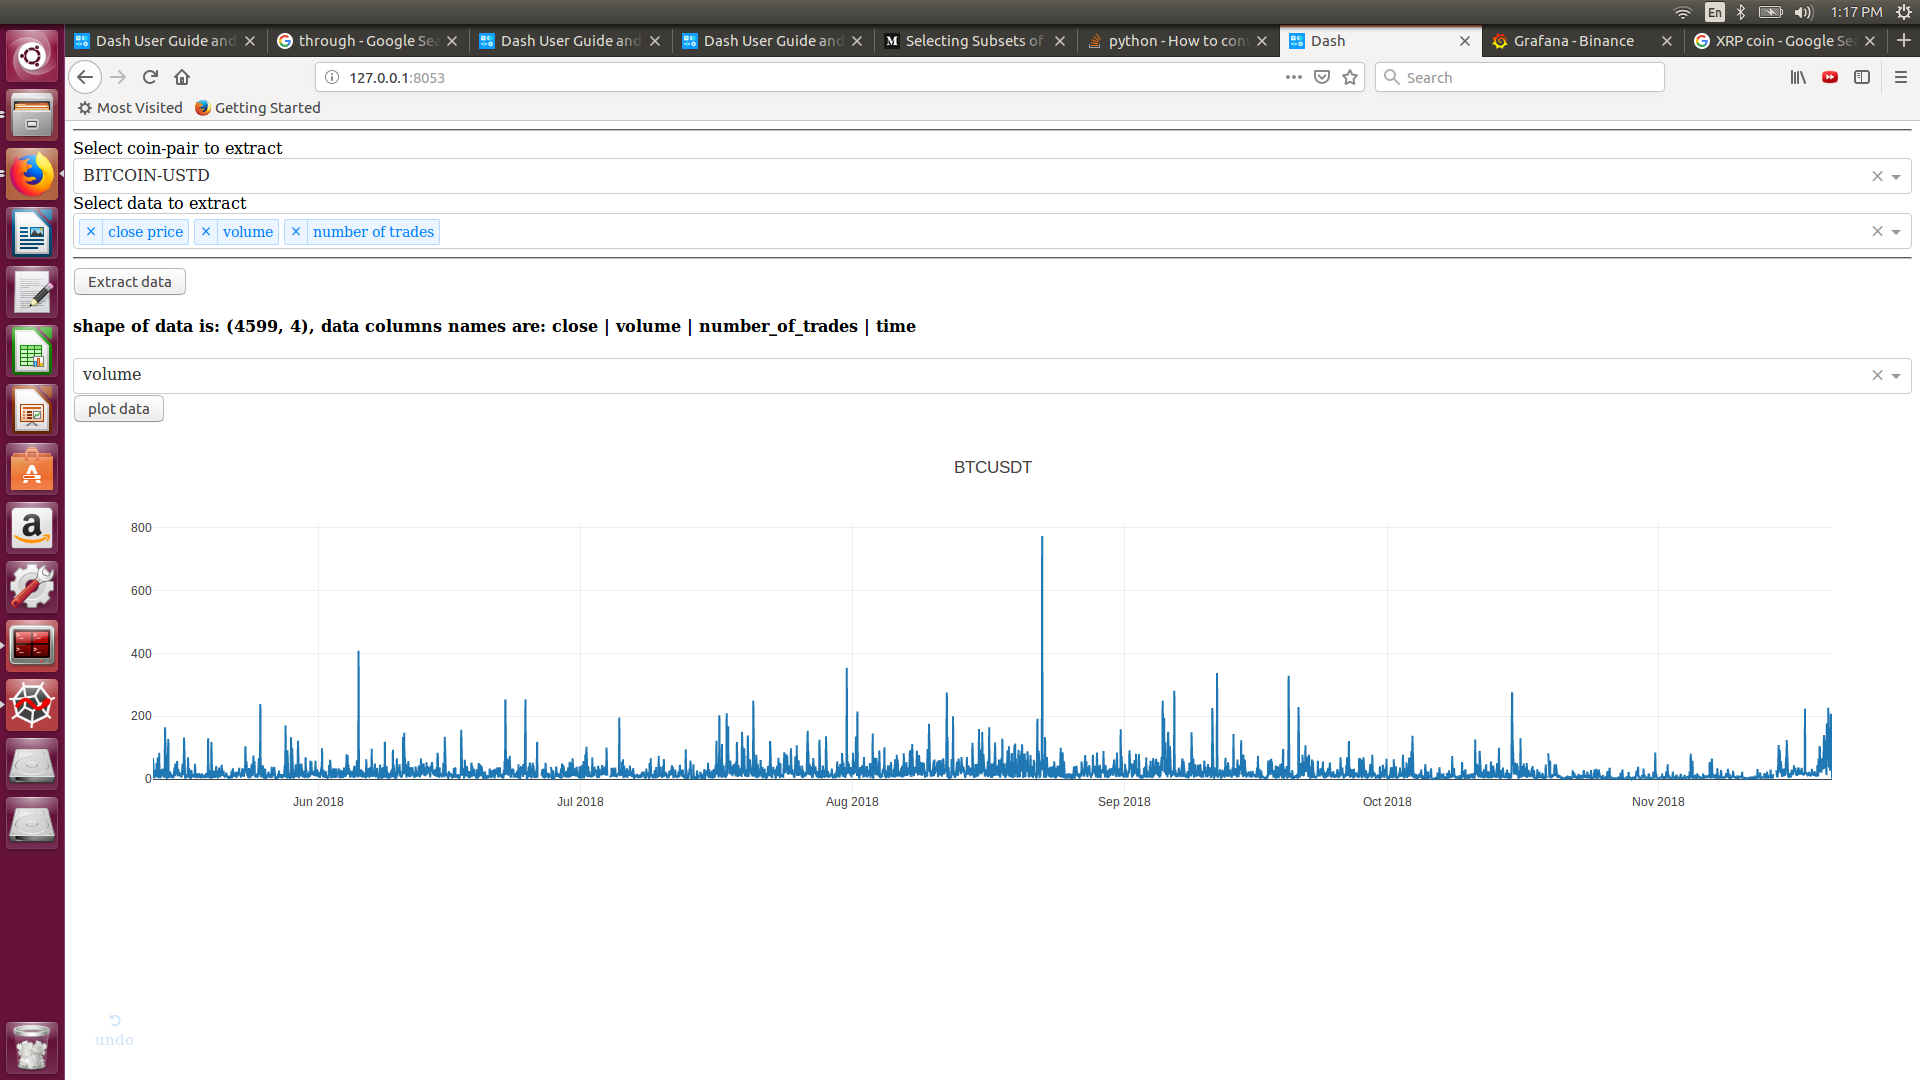 En 1:17 PM
Dash User Guide and
through - Google Sea
Dash User Guide and
Dash User Guide and
Selecting Subsets of
python - How to con
Dash
Grafana - Binance
XRP coin - Google Sea
127.0.0.1:8053
Search
Most Visited Getting Started
Select coin-pair to extract
BITCOIN-USTD
Select data to extract
× close price × volume × number of trades
Extract data
shape of data is: (4599, 4), data columns names are: close | volume | number_of_trades | time
volume
plot data
BTCUSDT
800
600
400
200
0
Jun 2018 Jul 2018 Aug 2018 Sep 2018 Oct 2018 Nov 2018
undo